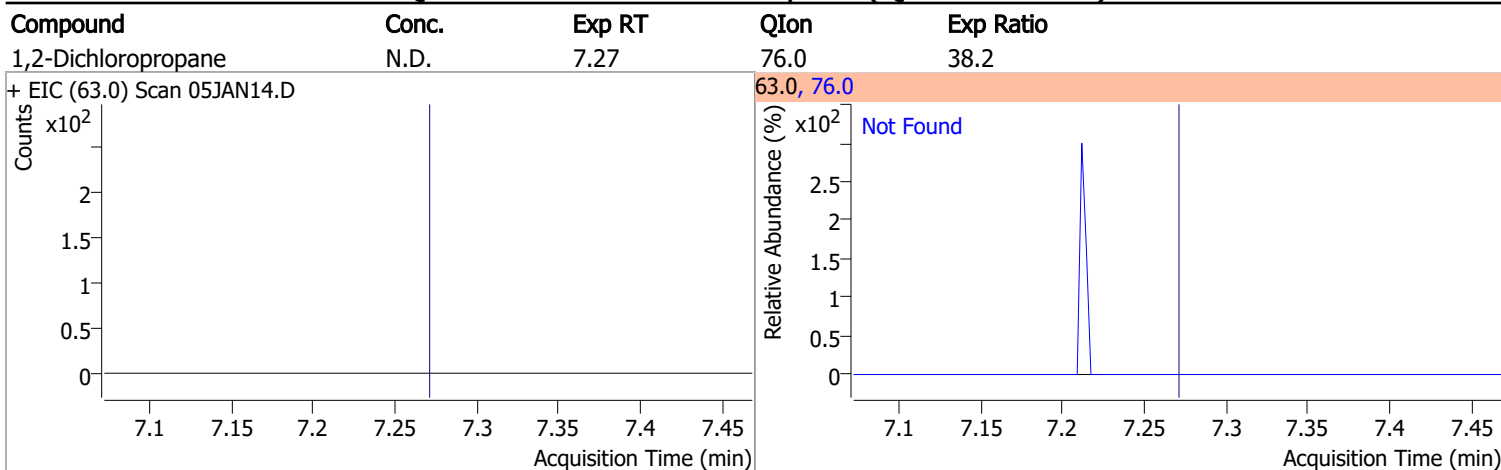 Compound Conc. Exp RT QIon Exp Ratio
1,2-Dichloropropane N.D. 7.27 76.0 38.2
+ EIC (63.0) Scan 05JAN14.D
Counts
x10²
2
1.5
1
0.5
0
7.1 7.15 7.2 7.25 7.3 7.35 7.4 7.45
Acquisition Time (min)
63.0, 76.0
Relative Abundance (%)
x10²
Not Found
2.5
2
1.5
1
0.5
0
7.1 7.15 7.2 7.25 7.3 7.35 7.4 7.45
Acquisition Time (min)